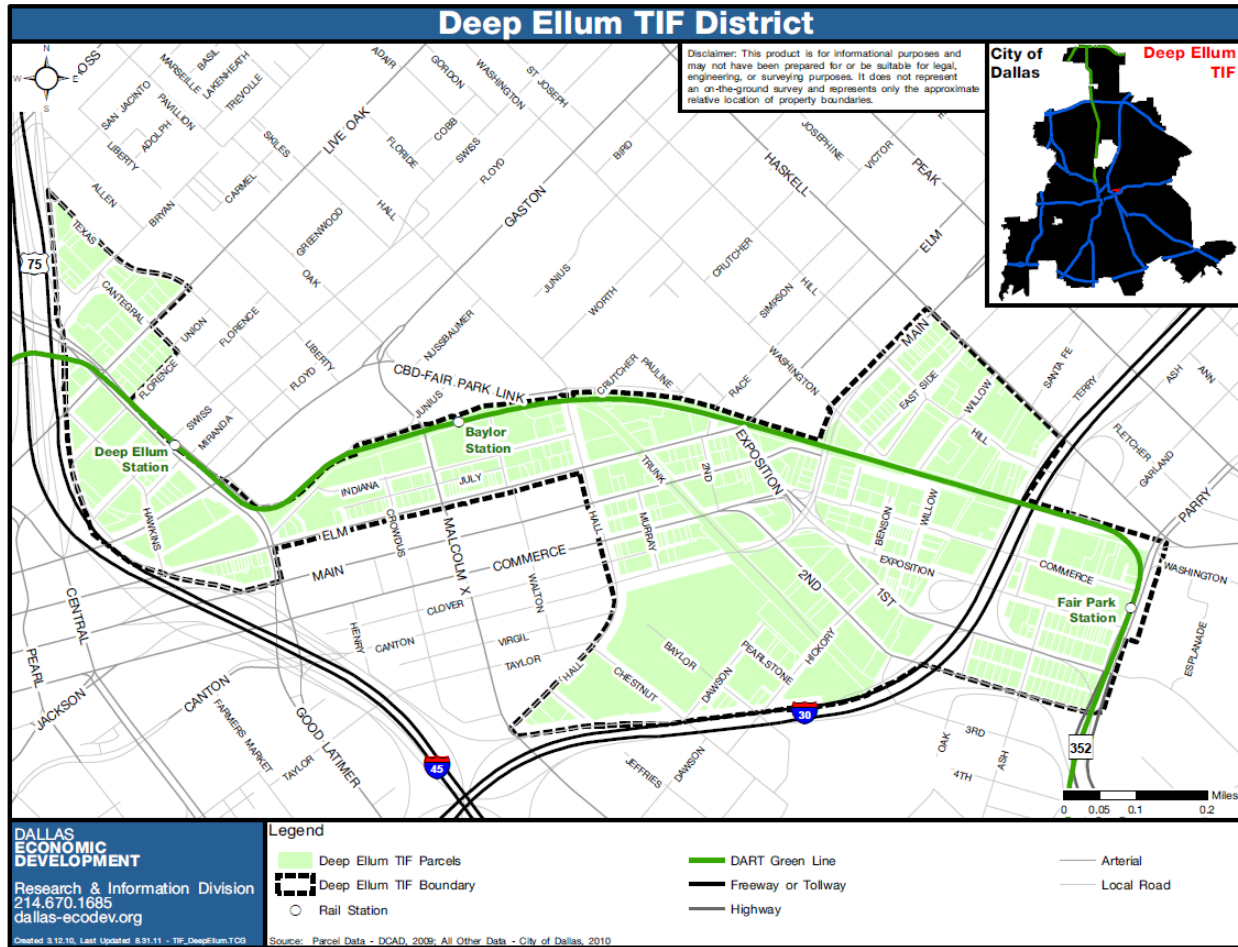 Deep Ellum TIF District
Disclaimer: This product is for informational purposes and
may not have been prepared for or be suitable for legal,
engineering, or surveying purposes. It does not represent
an on-the-ground survey and represents only the approximate
relative location of property boundaries.
City of
Dallas
Deep Ellum
TIF
N
W
E
S
OSS
MARSEILLE
BASIL
LAKENHEATH
TREVOLLE
SAN JACINTO
PAVILLION
ADOLPH
LIBERTY
SKILES
ALLEN
BRYAN
CARMEL
TEXAS
75
CANTEGRAL
UNION
FLORENCE
FLORENCE
ADAIR
GORDON
WASHINGTON
ST JOSEPH
LIVE OAK
FLORIDE
COBB
SWISS
FLOYD
BIRD
HALL
GREENWOOD
OAK
GASTON
JOSEPHINE
VICTOR
HASKELL
PEAK
ELM
CRUTCHER
JUNIUS
WORTH
SIMPSON
HILL
NUSSBAUMER
LIBERTY
FLOYD
CBD-FAIR PARK LINK
JUNIUS
CRUTCHER
PAULINE
RACE
WASHINGTON
MAIN
EAST SIDE
WILLOW
HILL
SANTA FE
TERRY
ASH
ANN
FLETCHER
GARLAND
PARRY
WASHINGTON
ESPLANADE
SWISS
MIRANDA
Deep Ellum
Station
Baylor
Station
HAWKINS
INDIANA
JULY
ELM
MAIN
CROWDUS
MALCOLM X
COMMERCE
WALTON
CLOVER
HENRY
CANTON
VIRGIL
TAYLOR
HALL
HALL
TRUNK
2ND
MURRAY
EXPOSITION
BENSON
WILLOW
EXPOSITION
2ND
1ST
COMMERCE
Fair Park
Station
CHESTNUT
BAYLOR
DAWSON
PEARLSTONE
HICKORY
30
CENTRAL
PEARL
JACKSON
CANTON
FARMERS MARKET
TAYLOR
GOOD LATIMER
45
JEFFRIES
DAWSON
OAK
3RD
ASH
4TH
352
Miles
0
0.05
0.1
0.2
DALLAS
ECONOMIC
DEVELOPMENT
Research & Information Division
214.670.1685
dallas-ecodev.org
Created 3.12.10, Last Updated 8.31.11 - TIF_DeepEllum.TCG
Legend
Deep Ellum TIF Parcels
Deep Ellum TIF Boundary
Rail Station
DART Green Line
Freeway or Tollway
Highway
Arterial
Local Road
Source: Parcel Data - DCAD, 2009; All Other Data - City of Dallas, 2010